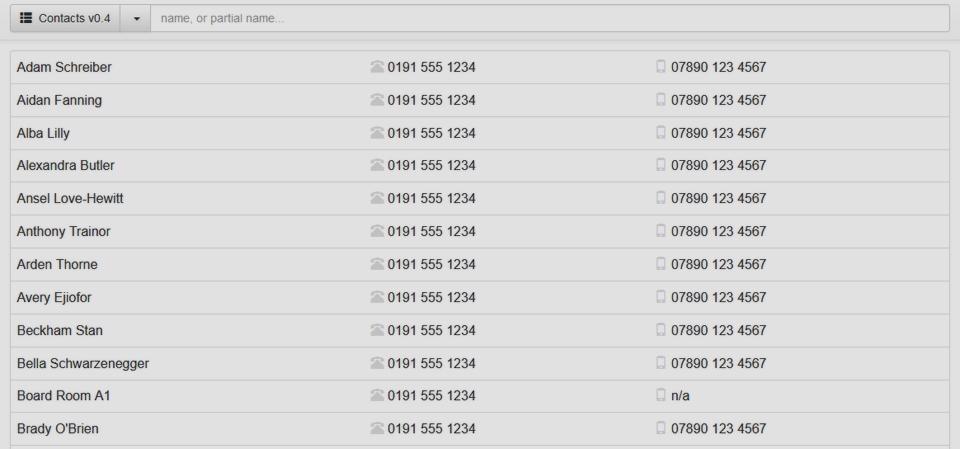 Contacts v0.4 name, or partial name...
Adam Schreiber 0191 555 1234 07890 123 4567
Aidan Fanning 0191 555 1234 07890 123 4567
Alba Lilly 0191 555 1234 07890 123 4567
Alexandra Butler 0191 555 1234 07890 123 4567
Ansel Love-Hewitt 0191 555 1234 07890 123 4567
Anthony Trainor 0191 555 1234 07890 123 4567
Arden Thorne 0191 555 1234 07890 123 4567
Avery Ejiofor 0191 555 1234 07890 123 4567
Beckham Stan 0191 555 1234 07890 123 4567
Bella Schwarzenegger 0191 555 1234 07890 123 4567
Board Room A1 0191 555 1234 n/a
Brady O'Brien 0191 555 1234 07890 123 4567